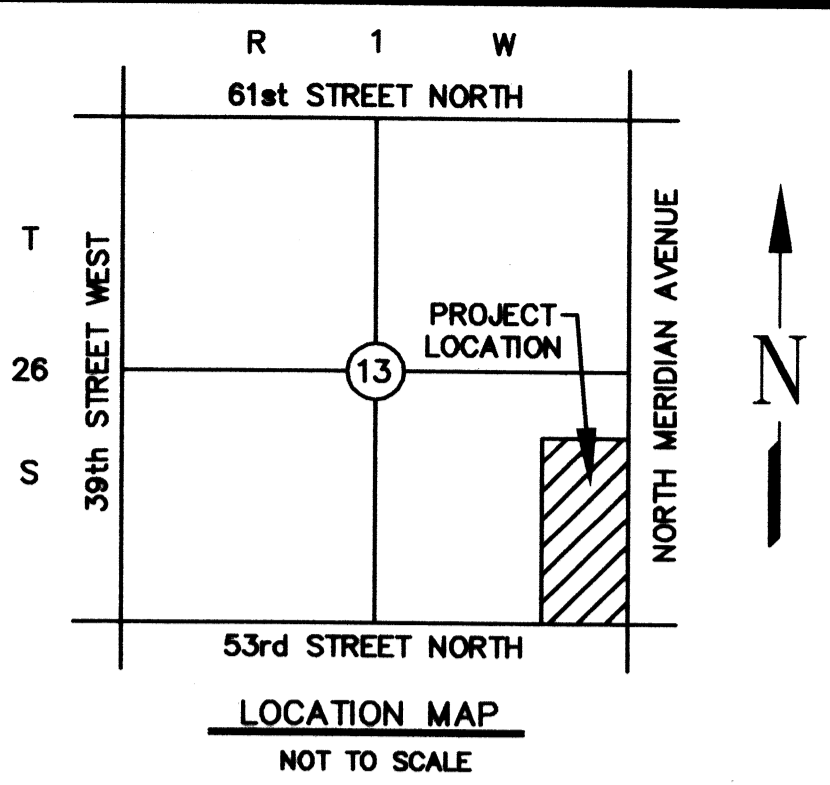 R 1 W
61st STREET NORTH
T
26
S
39th STREET WEST
PROJECT
LOCATION
13
NORTH MERIDIAN AVENUE
N
53rd STREET NORTH
LOCATION MAP
NOT TO SCALE